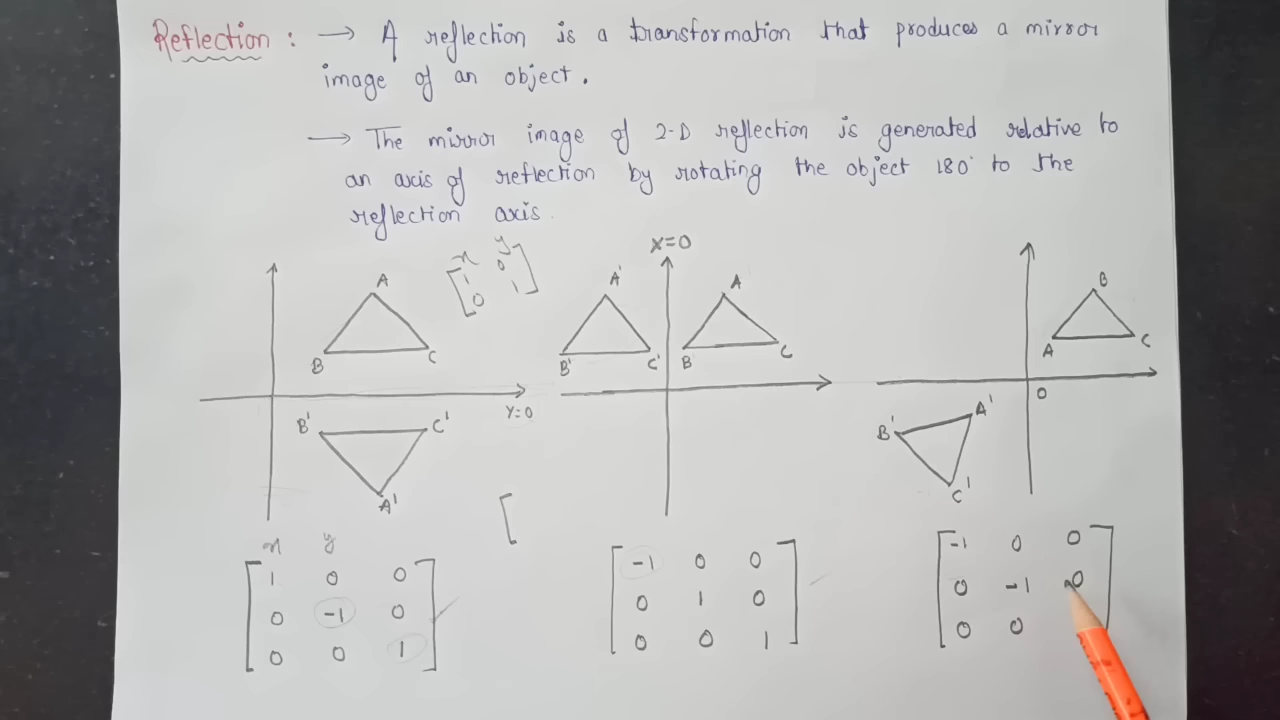 Reflection : → A reflection is a transformation that produces a mirror
image of an object.
→ The mirror image of 2-D reflection is generated relative to
an axis of reflection by rotating the object 180° to the
reflection axis.
x y
1 0
0 1
A
B C
Y=0
B' C'
A'
X=0
A' A
B' C' B C
B
A C
O
A'
B'
C'
x y
1 0 0
0 -1 0
0 0 1
-1 0 0
0 1 0
0 0 1
-1 0 0
0 -1 0
0 0